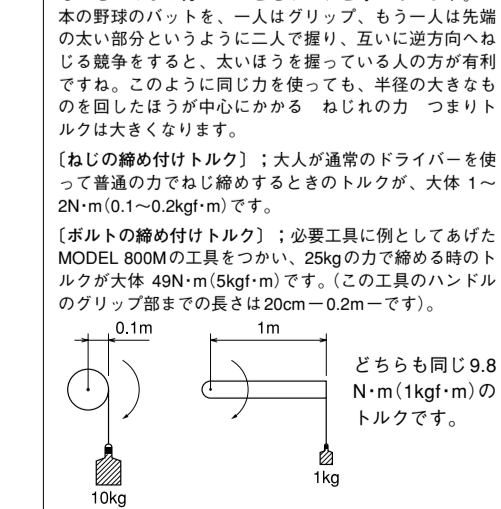 本の野球のバットを、一人はグリップ、もう一人は先端
の太い部分というように二人で握り、互いに逆方向へね
じる競争をすると、太いほうを握っている人の方が有利
ですね。このように同じ力を使っても、半径の大きなも
のを回したほうが中心にかかる　ねじれの力　つまりト
ルクは大きくなります。
〔ねじの締め付けトルク〕；大人が通常のドライバーを使
って普通の力でねじ締めするときのトルクが、大体 1〜
2N·m(0.1〜0.2kgf·m)です。
〔ボルトの締め付けトルク〕；必要工具に例としてあげた
MODEL 800Mの工具をつかい、25kgの力で締める時のト
ルクが大体 49N·m(5kgf·m)です。(この工具のハンドル
のグリップ部までの長さは20cmー0.2mーです)。
0.1m
1m
どちらも同じ9.8
N·m(1kgf·m)の
トルクです。
10kg
1kg